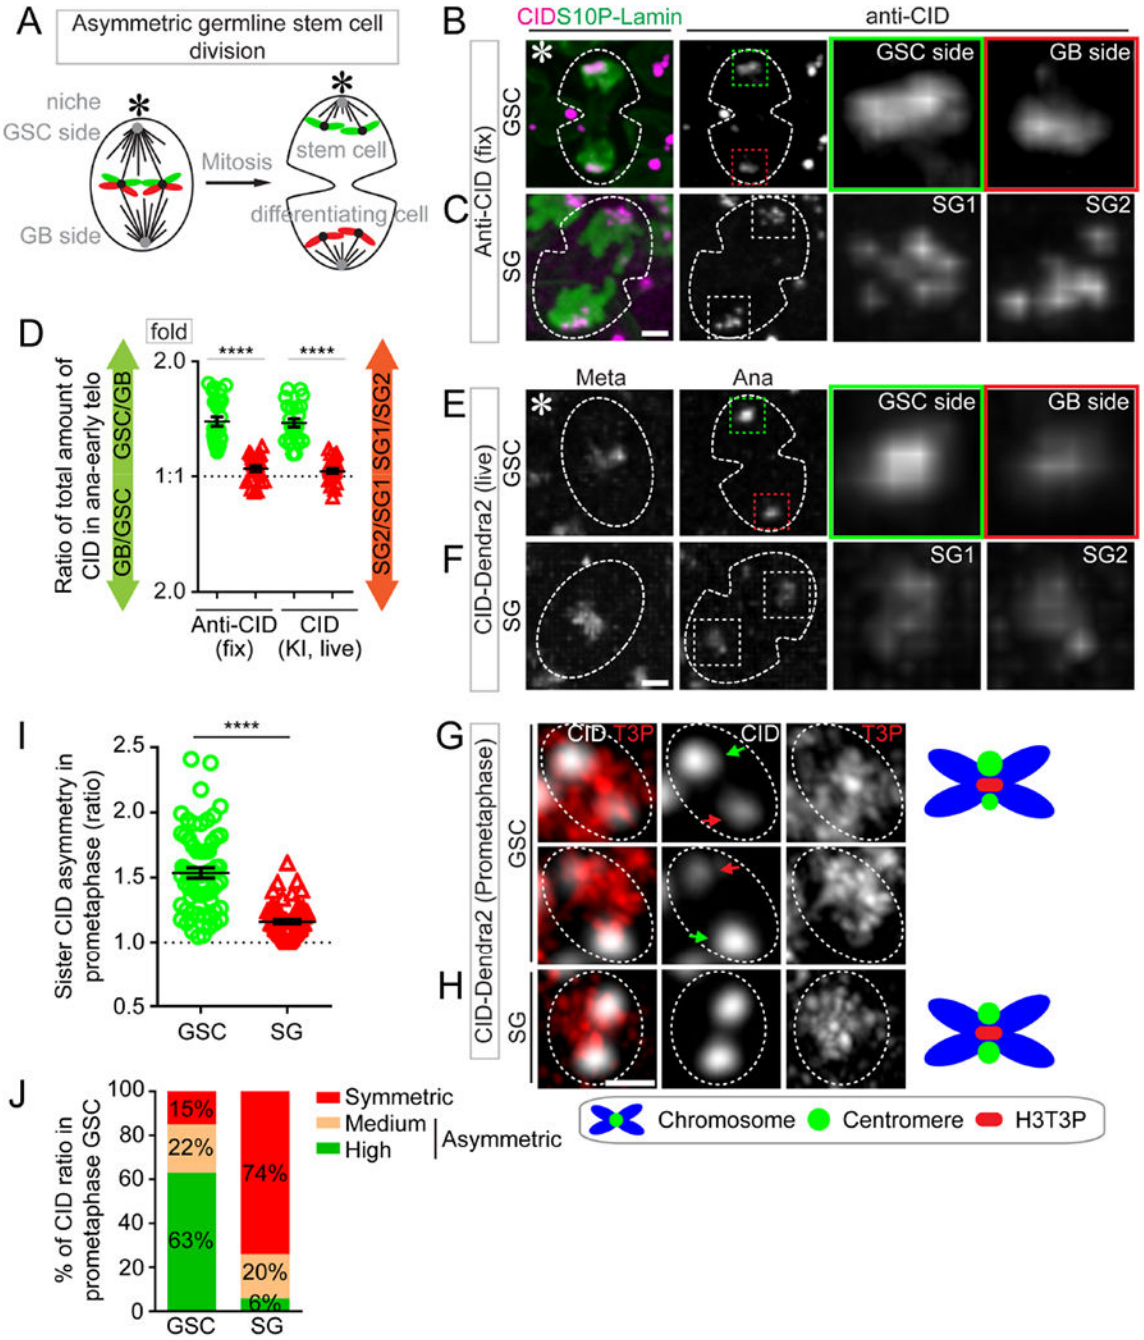 A
Asymmetric germline stem cell
division
*
*
niche
GSC side
Mitosis
stem cell
differentiating cell
GB side
B
CIDS10P-Lamin
anti-CID
*
GSC side
GB side
GSC
Anti-CID (fix)
C
SG1
SG2
SG
D
fold
Ratio of total amount of
CID in ana-early telo
GB/GSC GSC/GB
2.0
1:1
2.0
****
****
SG2/SG1 SG1/SG2
Anti-CID
(fix)
CID
(KI, live)
Meta
Ana
E
*
GSC side
GB side
GSC
CID-Dendra2 (live)
F
SG1
SG2
SG
I
****
Sister CID asymmetry in
prometaphase (ratio)
2.5
2.0
1.5
1.0
0.5
GSC
SG
G
CID T3P
CID
T3P
GSC
CID-Dendra2 (Prometaphase)
H
SG
Chromosome
Centromere
H3T3P
J
% of CID ratio in
prometaphase GSC
100
80
60
40
20
0
15%
22%
63%
74%
20%
6%
GSC
SG
Symmetric
Medium
High
Asymmetric